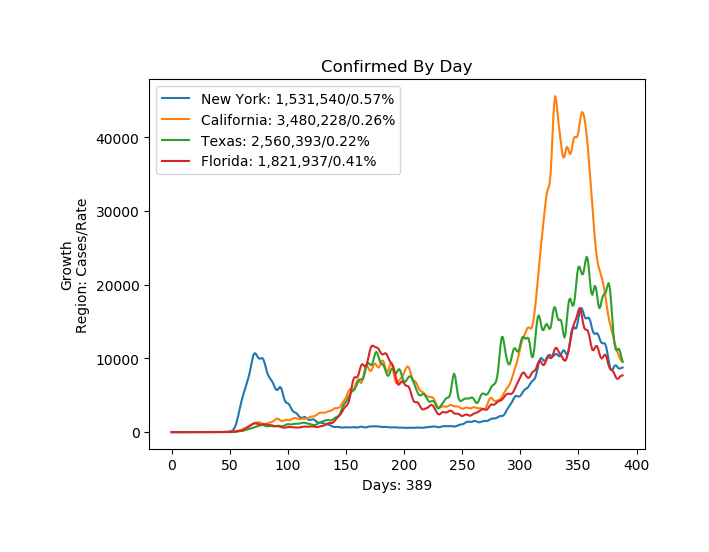 Confirmed By Day
New York: 1,531,540/0.57%
California: 3,480,228/0.26%
Texas: 2,560,393/0.22%
Florida: 1,821,937/0.41%
Growth
Region: Cases/Rate
40000
30000
20000
10000
0
0 50 100 150 200 250 300 350 400
Days: 389